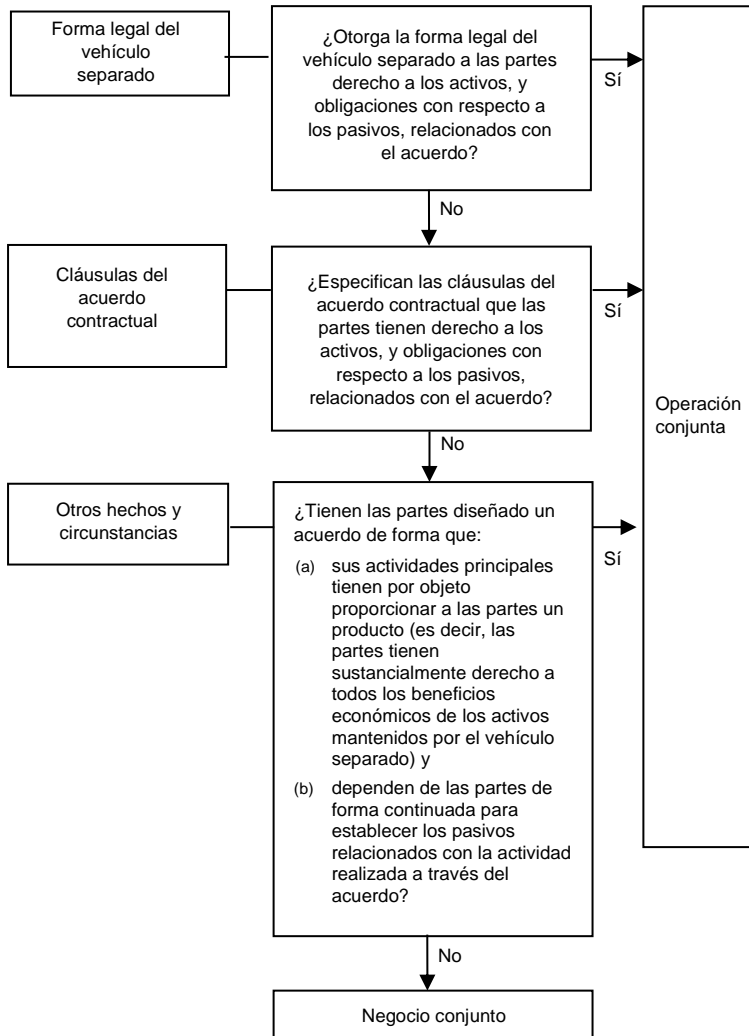 Forma legal del
vehículo
separado
¿Otorga la forma legal del
vehículo separado a las partes
derecho a los activos, y
obligaciones con respecto a
los pasivos, relacionados con
el acuerdo?
Sí
No
Cláusulas del
acuerdo
contractual
¿Especifican las cláusulas del
acuerdo contractual que las
partes tienen derecho a los
activos, y obligaciones con
respecto a los pasivos,
relacionados con el acuerdo?
Sí
Operación
conjunta
No
Otros hechos y
circunstancias
¿Tienen las partes diseñado un
acuerdo de forma que:
Sí
(a) sus actividades principales
tienen por objeto
proporcionar a las partes un
producto (es decir, las
partes tienen
sustancialmente derecho a
todos los beneficios
económicos de los activos
mantenidos por el vehículo
separado) y
(b) dependen de las partes de
forma continuada para
establecer los pasivos
relacionados con la actividad
realizada a través del
acuerdo?
No
Negocio conjunto